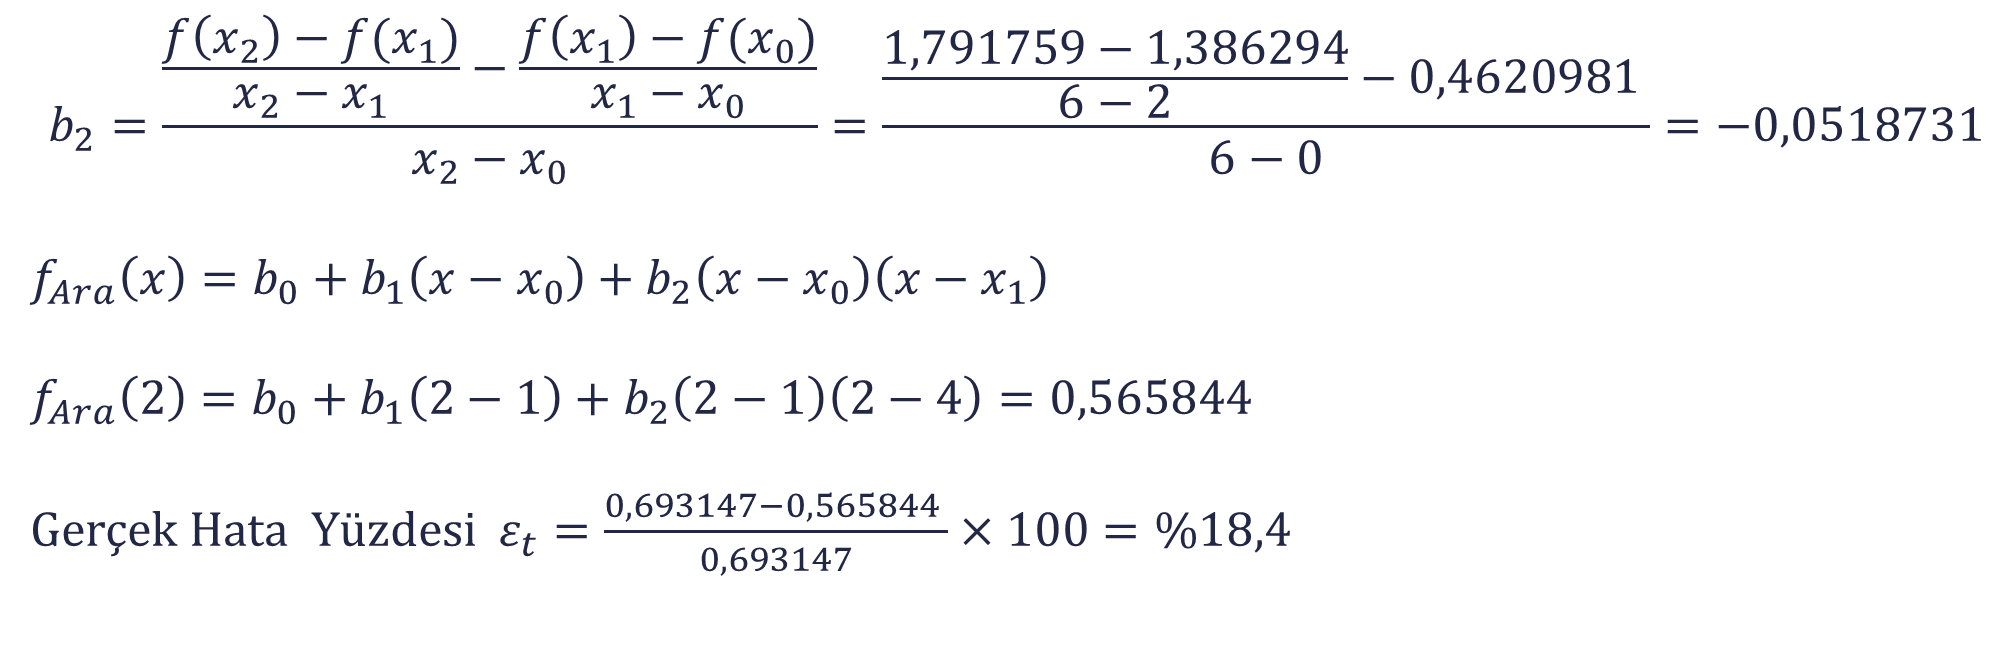 b₂ = ((f(x₂) − f(x₁))/(x₂ − x₁) − (f(x₁) − f(x₀))/(x₁ − x₀))/(x₂ − x₀) = ((1,791759 − 1,386294)/(6 − 2) − 0,4620981)/(6 − 0) = −0,0518731
f_Ara(x) = b₀ + b₁(x − x₀) + b₂(x − x₀)(x − x₁)
f_Ara(2) = b₀ + b₁(2 − 1) + b₂(2 − 1)(2 − 4) = 0,565844
Gerçek Hata Yüzdesi ε_t = (0,693147−0,565844)/(0,693147) × 100 = %18,4